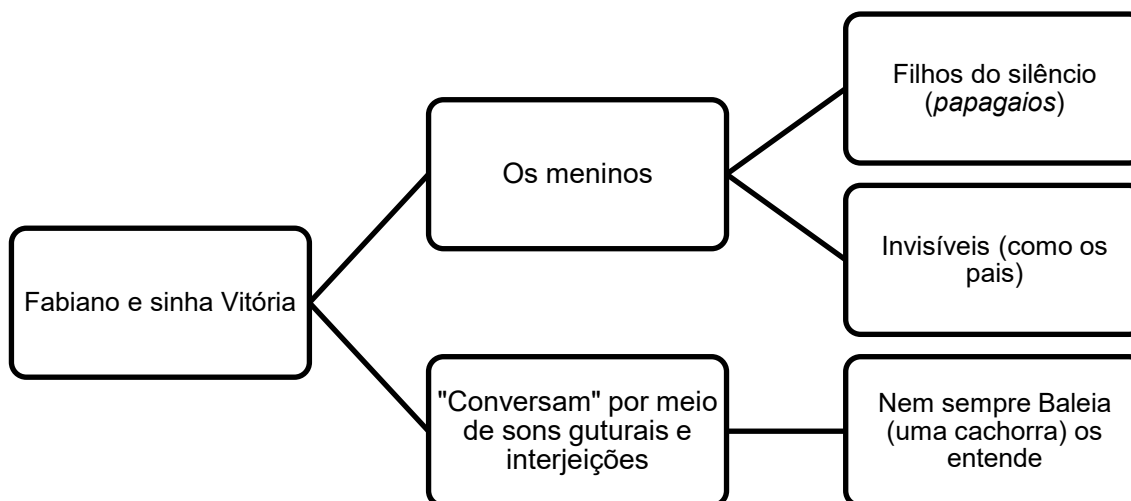 Fabiano e sinha Vitória
Os meninos
Filhos do silêncio
(papagaios)
Invisíveis (como os
pais)
"Conversam" por meio
de sons guturais e
interjeições
Nem sempre Baleia
(uma cachorra) os
entende